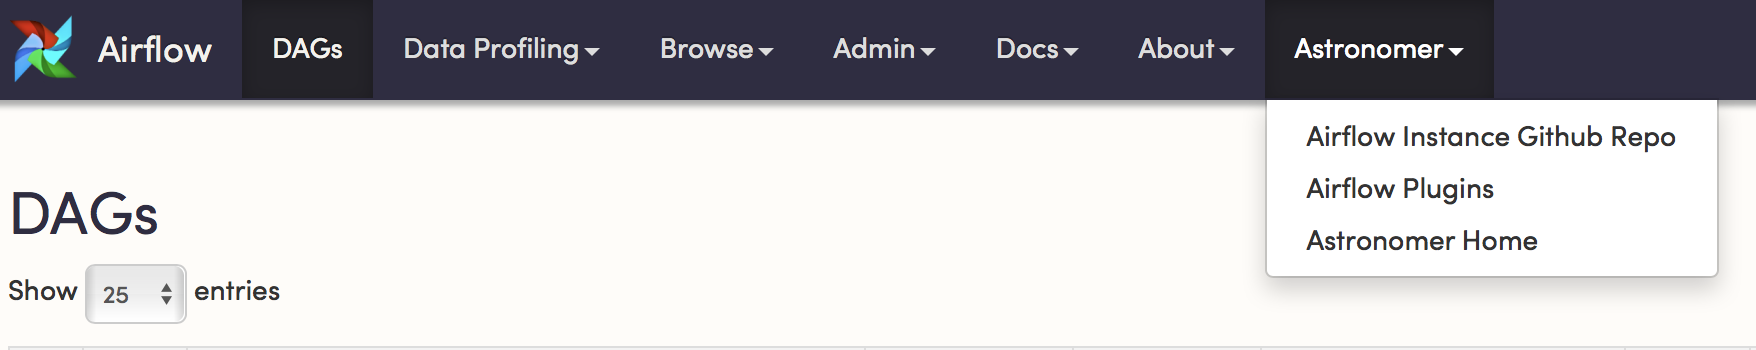 Airflow DAGs Data Profiling Browse Admin Docs About Astronomer
Airflow Instance Github Repo
Airflow Plugins
Astronomer Home
DAGs
Show 25 entries